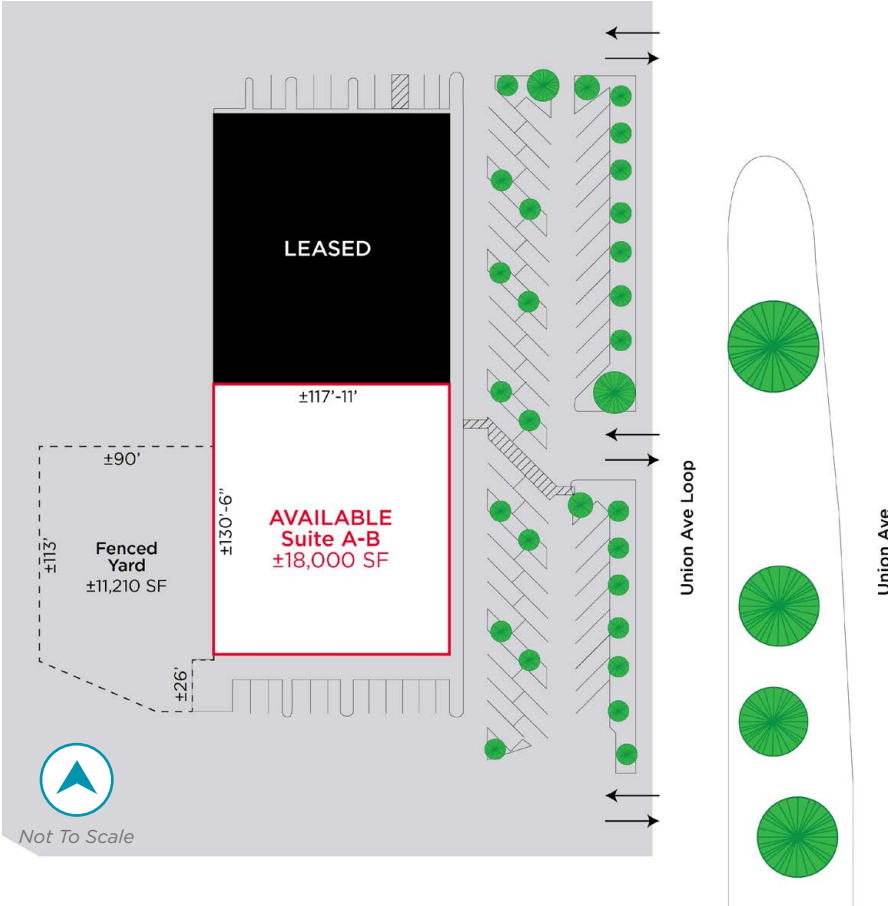 LEASED
±117’-11’
±90’
±130’-6”
±113’
AVAILABLE
Suite A-B
±18,000 SF
Fenced
Yard
±11,210 SF
±26’
Union Ave Loop
Union Ave
Not To Scale